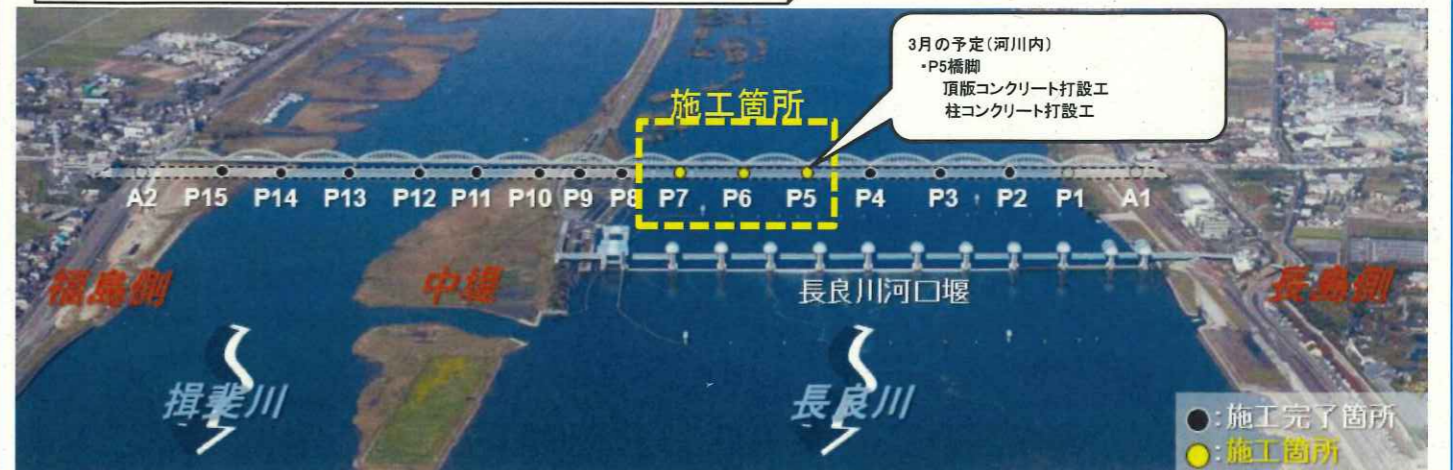 3月の予定(河川内)
・P5橋脚
頂版コンクリート打設工
柱コンクリート打設工
施工箇所
A2 P15 P14 P13 P12 P11 P10 P9 P8 P7 P6 P5 P4 P3 P2 P1 A1
福島側 中堤 長良川河口堰 長島側
揖斐川 長良川
●:施工完了箇所
●:施工箇所